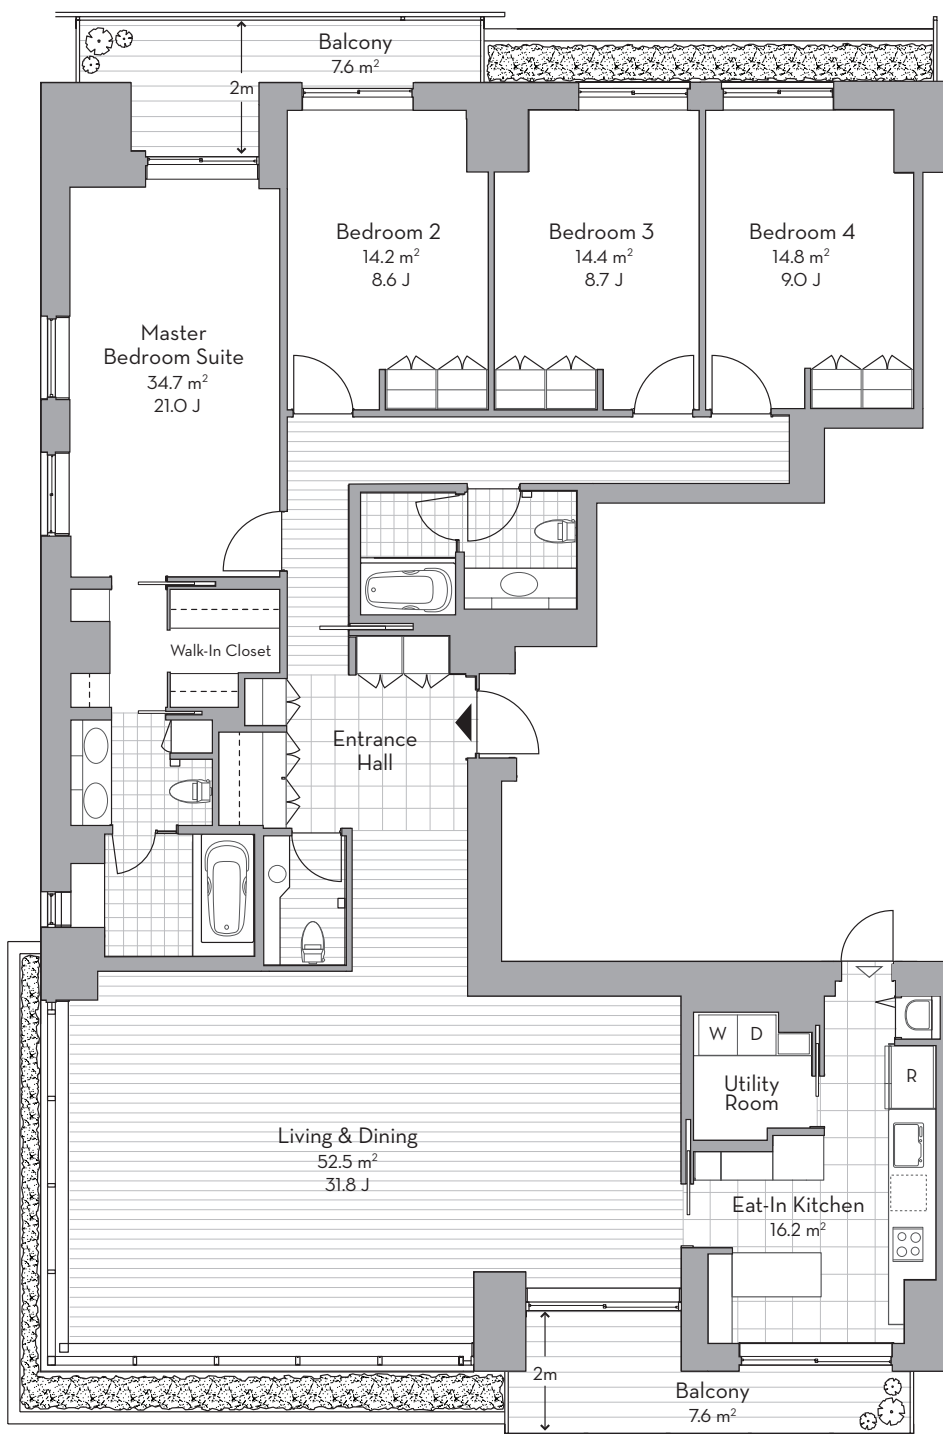 Balcony
7.6 m²
2m
Bedroom 2
14.2 m²
8.6 J
Bedroom 3
14.4 m²
8.7 J
Bedroom 4
14.8 m²
9.0 J
Master
Bedroom Suite
34.7 m²
21.0 J
Walk-In Closet
Entrance
Hall
W D
Utility
Room
R
Living & Dining
52.5 m²
31.8 J
Eat-In Kitchen
16.2 m²
2m
Balcony
7.6 m²